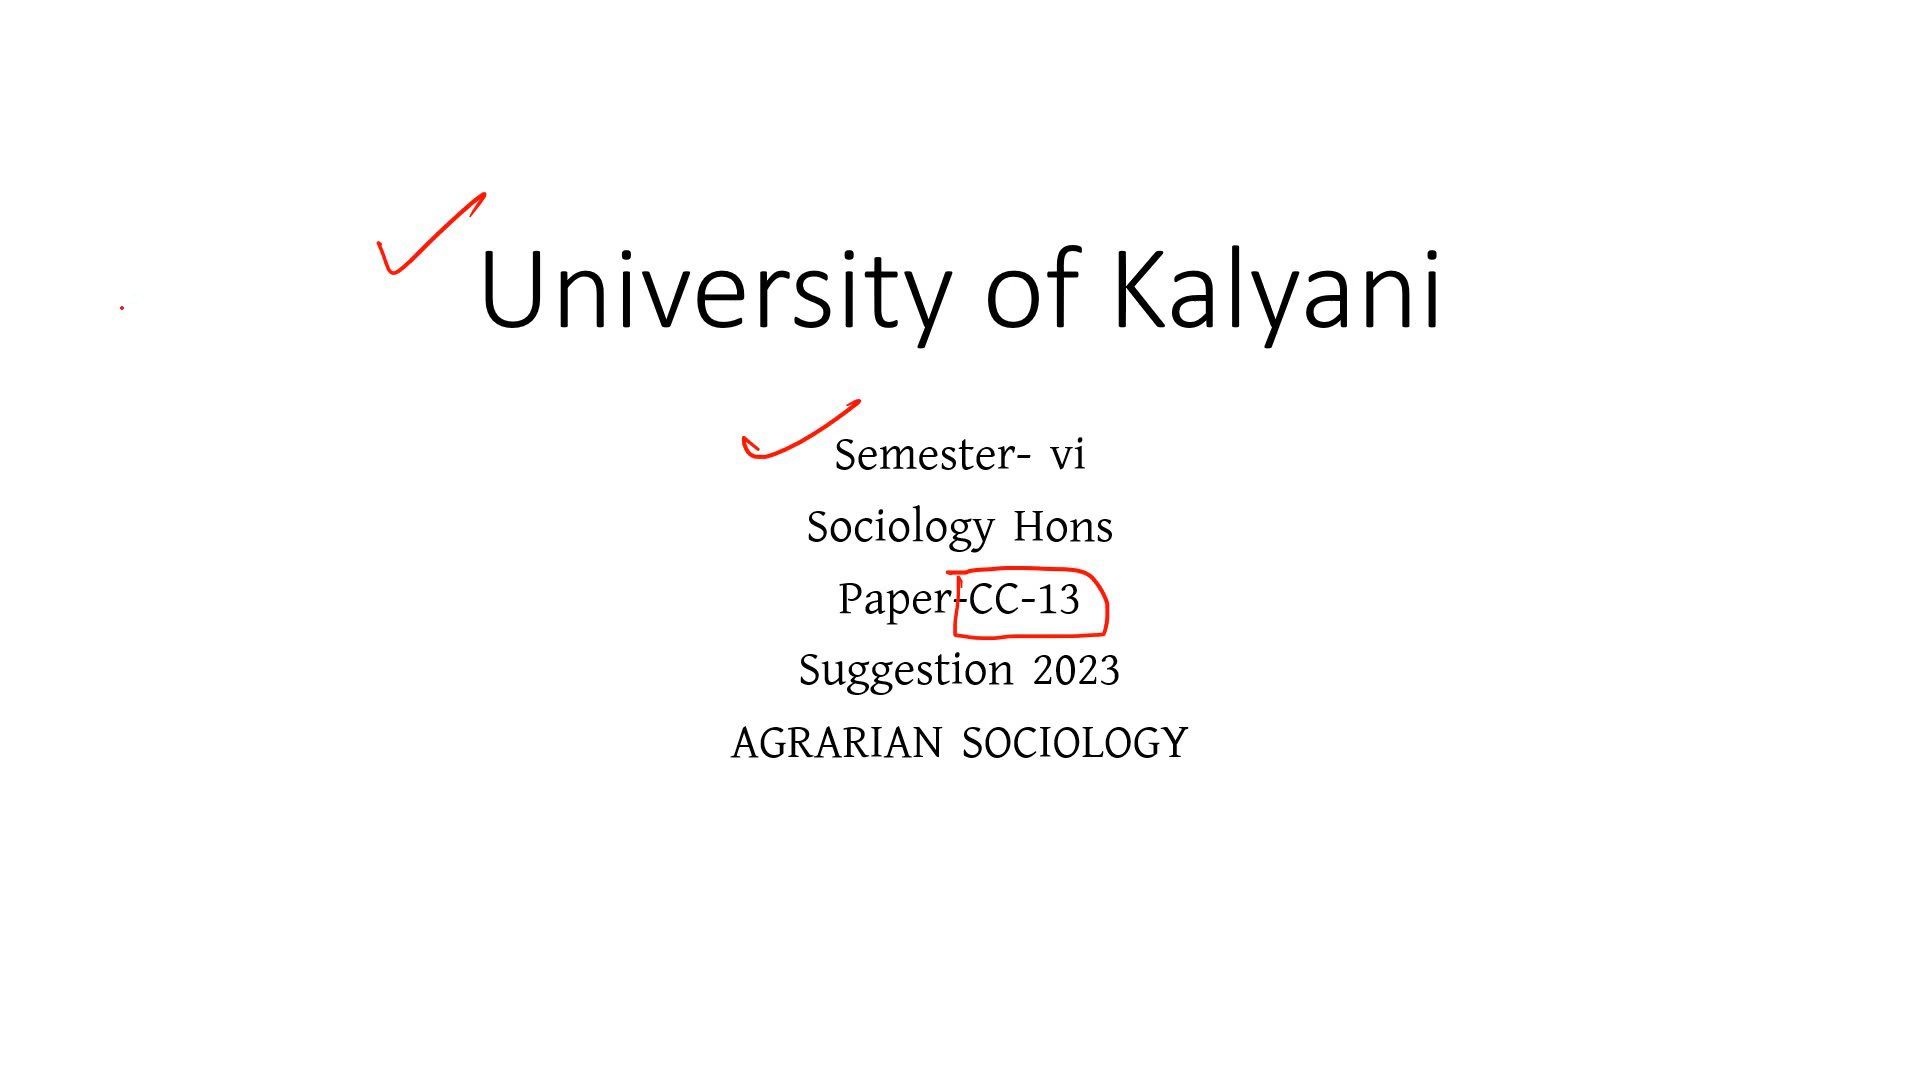 University of Kalyani
Semester- vi
Sociology Hons
Paper-CC-13
Suggestion 2023
AGRARIAN SOCIOLOGY